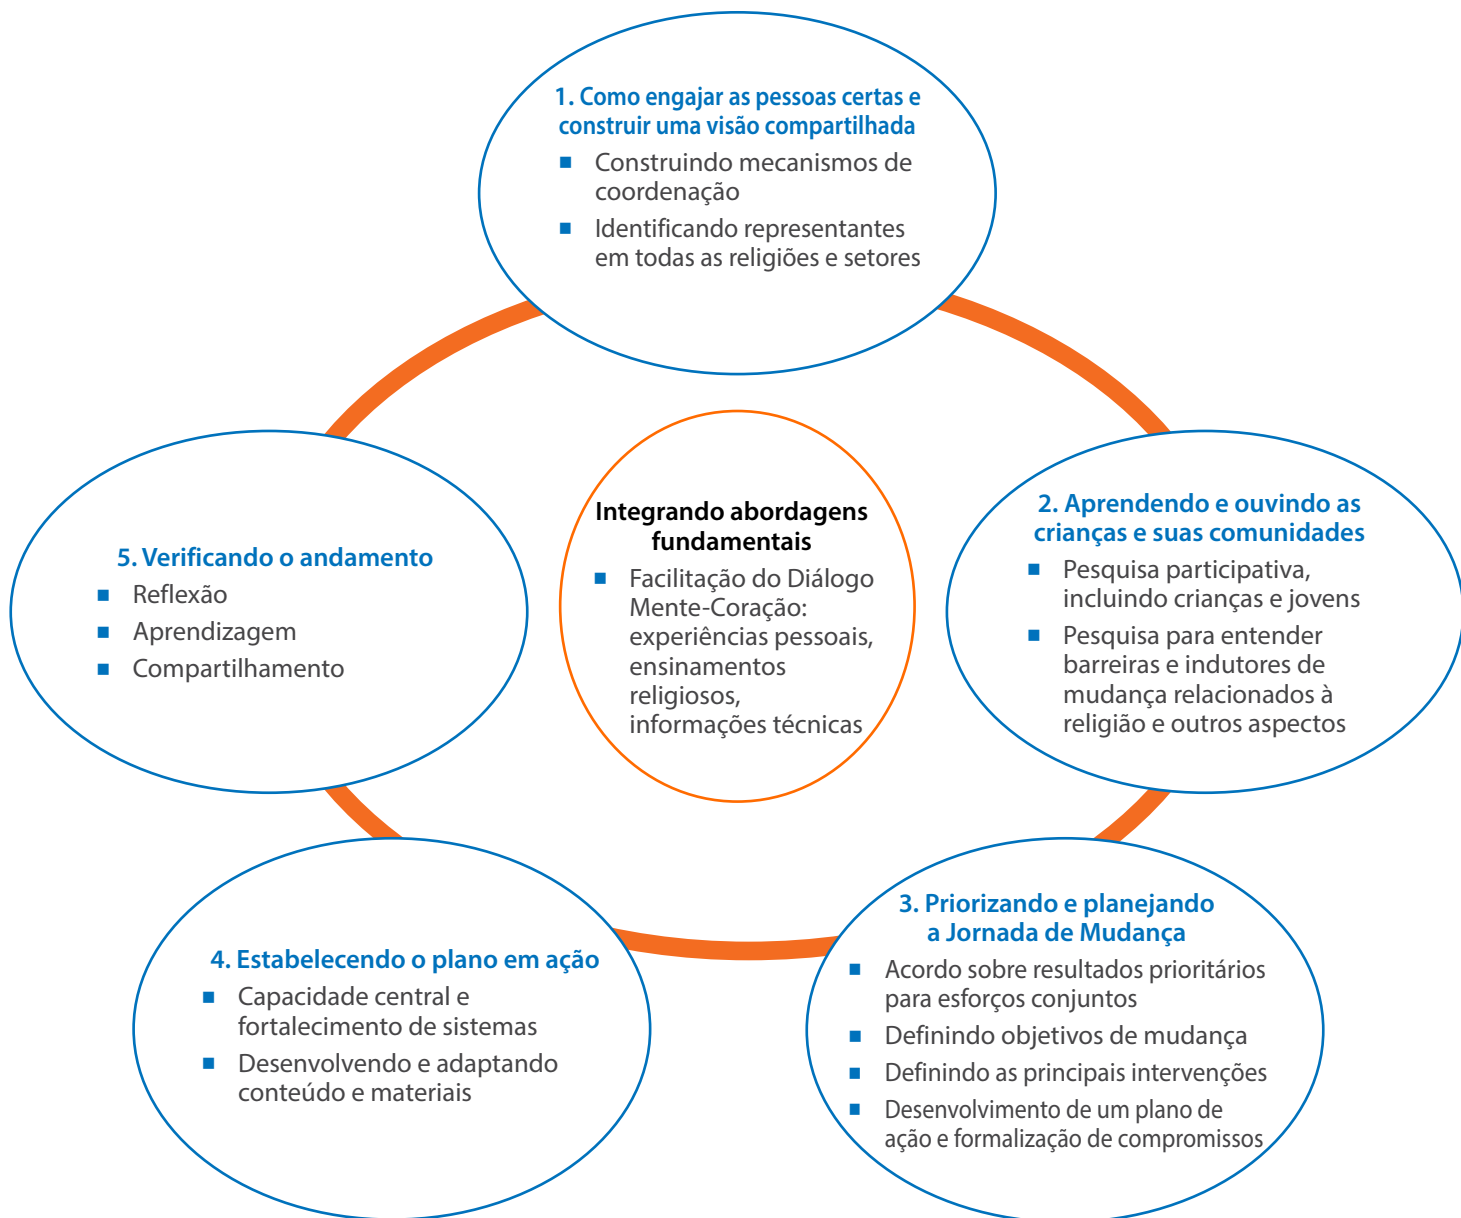 1. Como engajar as pessoas certas e
construir uma visão compartilhada
■ Construindo mecanismos de
coordenação
■ Identificando representantes
em todas as religiões e setores
2. Aprendendo e ouvindo as
crianças e suas comunidades
■ Pesquisa participativa,
incluindo crianças e jovens
■ Pesquisa para entender
barreiras e indutores de
mudança relacionados à
religião e outros aspectos
3. Priorizando e planejando
a Jornada de Mudança
■ Acordo sobre resultados prioritários
para esforços conjuntos
■ Definindo objetivos de mudança
■ Definindo as principais intervenções
■ Desenvolvimento de um plano de
ação e formalização de compromissos
4. Estabelecendo o plano em ação
■ Capacidade central e
fortalecimento de sistemas
■ Desenvolvendo e adaptando
conteúdo e materiais
5. Verificando o andamento
■ Reflexão
■ Aprendizagem
■ Compartilhamento
Integrando abordagens
fundamentais
■ Facilitação do Diálogo
Mente-Coração:
experiências pessoais,
ensinamentos
religiosos,
informações técnicas